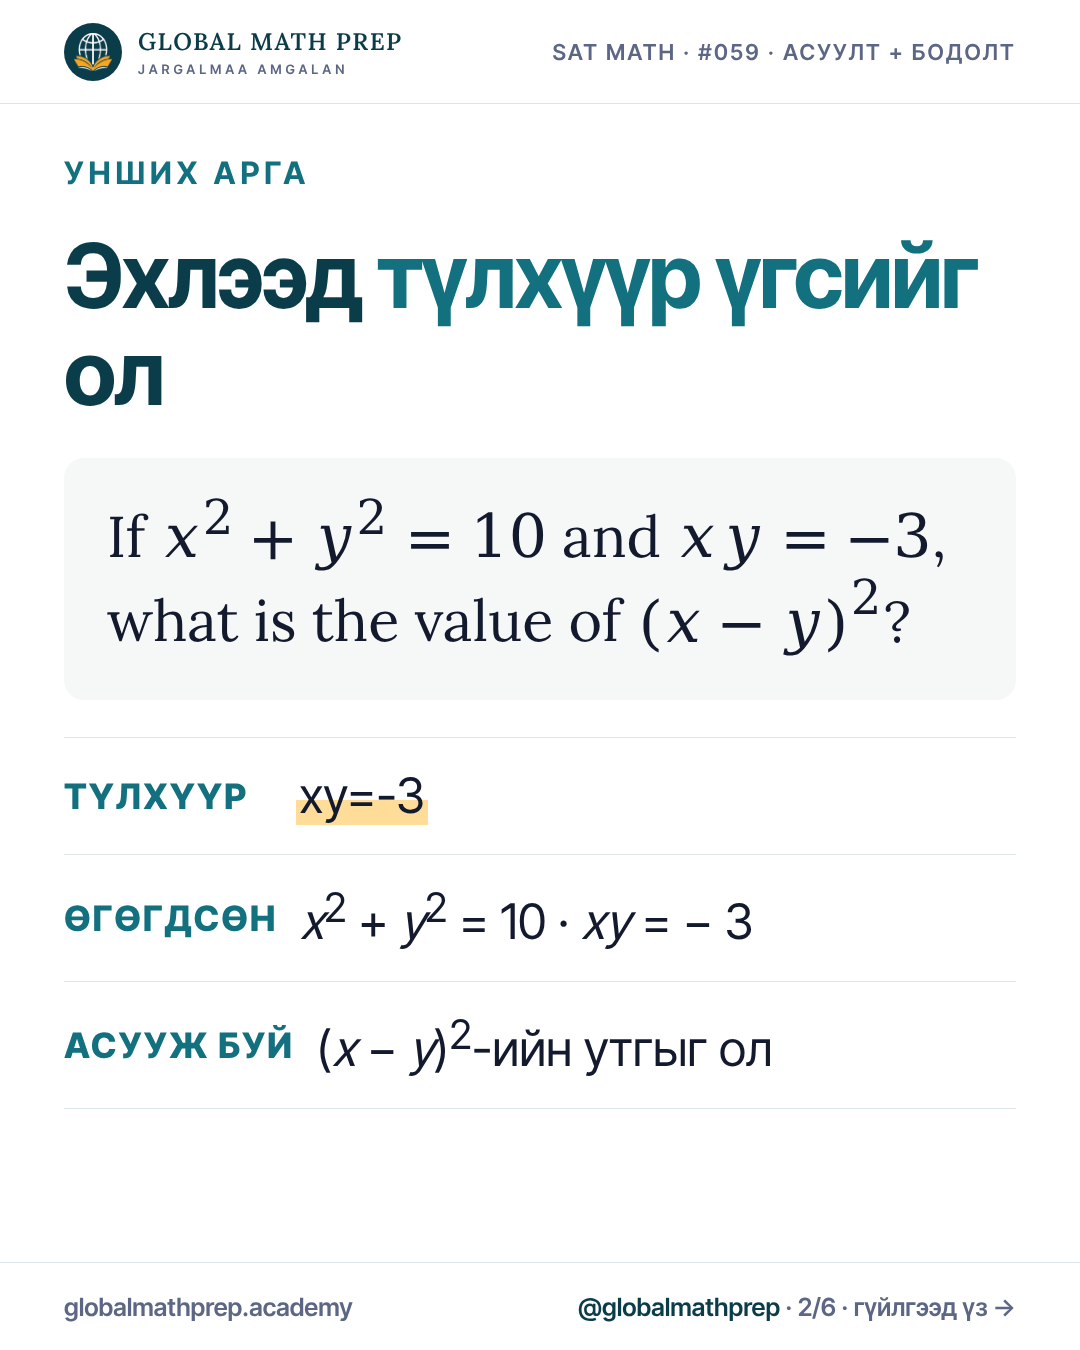 GLOBAL MATH PREP
JARGALMAA AMGALAN
SAT MATH · #059 · АСУУЛТ + БОДОЛТ
УНШИХ АРГА
Эхлээд түлхүүр үгсийг
ол
If x² + y² = 10 and x y = −3,
what is the value of (x − y)²?
ТҮЛХҮҮР xy=-3
ӨГӨГДСӨН x² + y² = 10 · xy = − 3
АСУУЖ БУЙ (x − y)²-ийн утгыг ол
globalmathprep.academy
@globalmathprep · 2/6 · гүйлгээд үз →